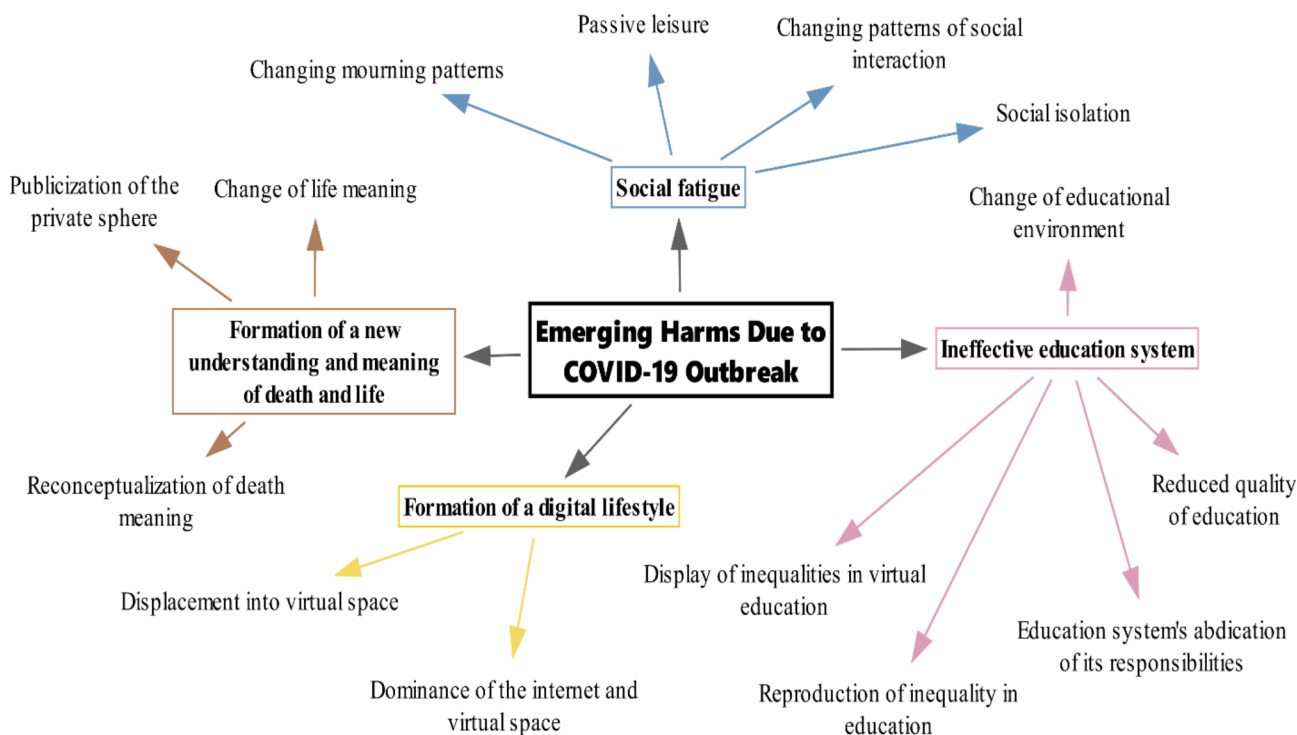 Passive leisure
Changing patterns of social
interaction
Changing mourning patterns
Social isolation
Social fatigue
Publicization of the
private sphere
Change of life meaning
Change of educational
environment
Formation of a new
understanding and meaning
of death and life
Emerging Harms Due to
COVID-19 Outbreak
Ineffective education system
Reconceptualization of death
meaning
Formation of a digital lifestyle
Reduced quality
of education
Displacement into virtual space
Display of inequalities in virtual
education
Education system's abdication
of its responsibilities
Dominance of the internet and
virtual space
Reproduction of inequality in
education